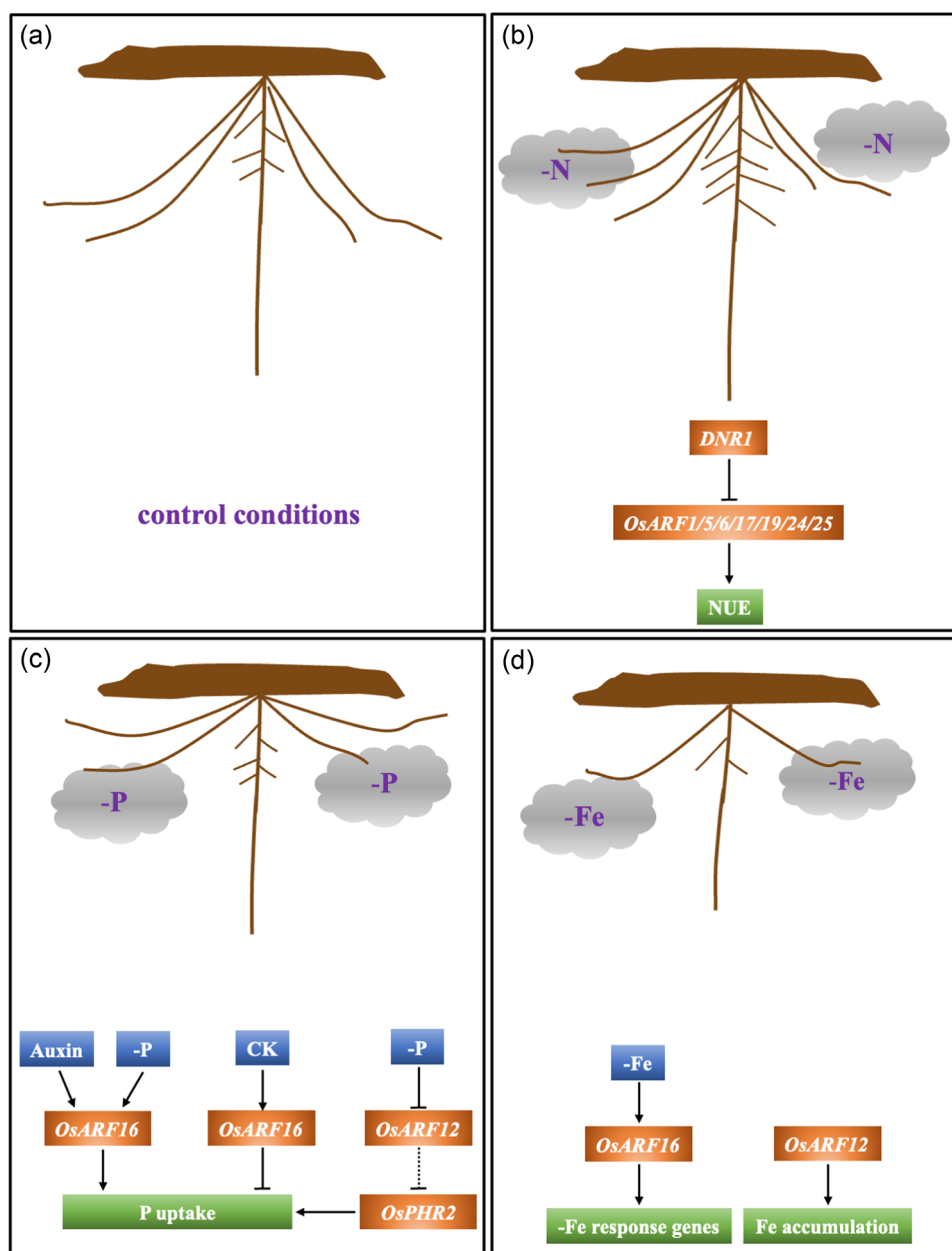 (a)
control conditions
(b)
-N
-N
DNR1
OsARF1/5/6/17/19/24/25
NUE
(c)
-P
-P
Auxin
-P
CK
-P
OsARF16
OsARF16
OsARF12
P uptake
OsPHR2
(d)
-Fe
-Fe
-Fe
OsARF16
OsARF12
-Fe response genes
Fe accumulation